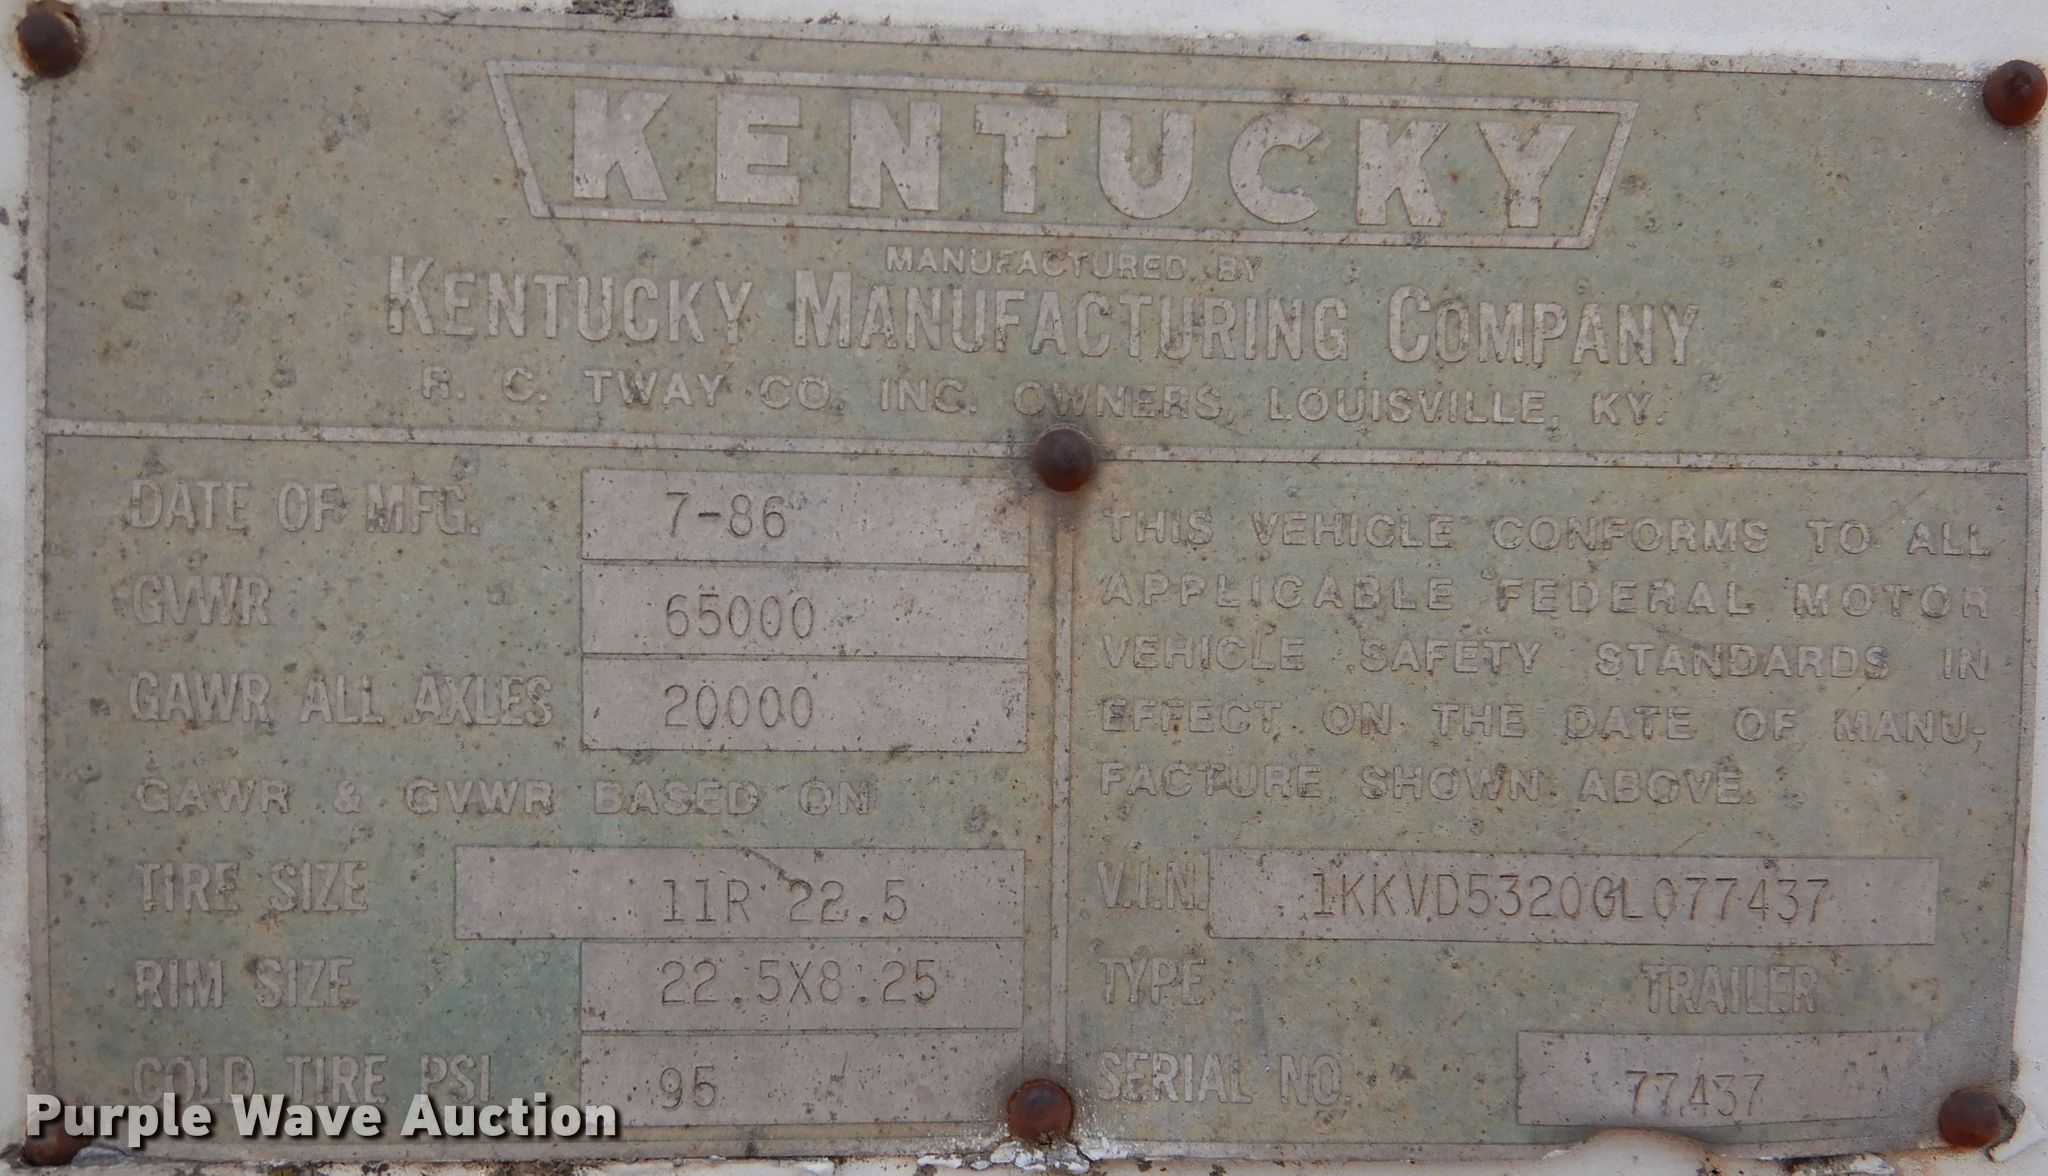 KENTUCKY
MANUFACTURED BY
KENTUCKY MANUFACTURING COMPANY
R. C. TWAY CO. INC. OWNERS, LOUISVILLE, KY.
DATE OF MFG. 7-86
GVWR 65000
GAWR ALL AXLES 20000
GAWR & GVWR BASED ON
TIRE SIZE 11R 22.5
RIM SIZE 22.5X8.25
COLD TIRE PSI 95
THIS VEHICLE CONFORMS TO ALL
APPLICABLE FEDERAL MOTOR
VEHICLE SAFETY STANDARDS IN
EFFECT ON THE DATE OF MANU-
FACTURE SHOWN ABOVE.
V.I.N. 1KKVD5320GL077437
TYPE TRAILER
SERIAL NO. 77437
Purple Wave Auction